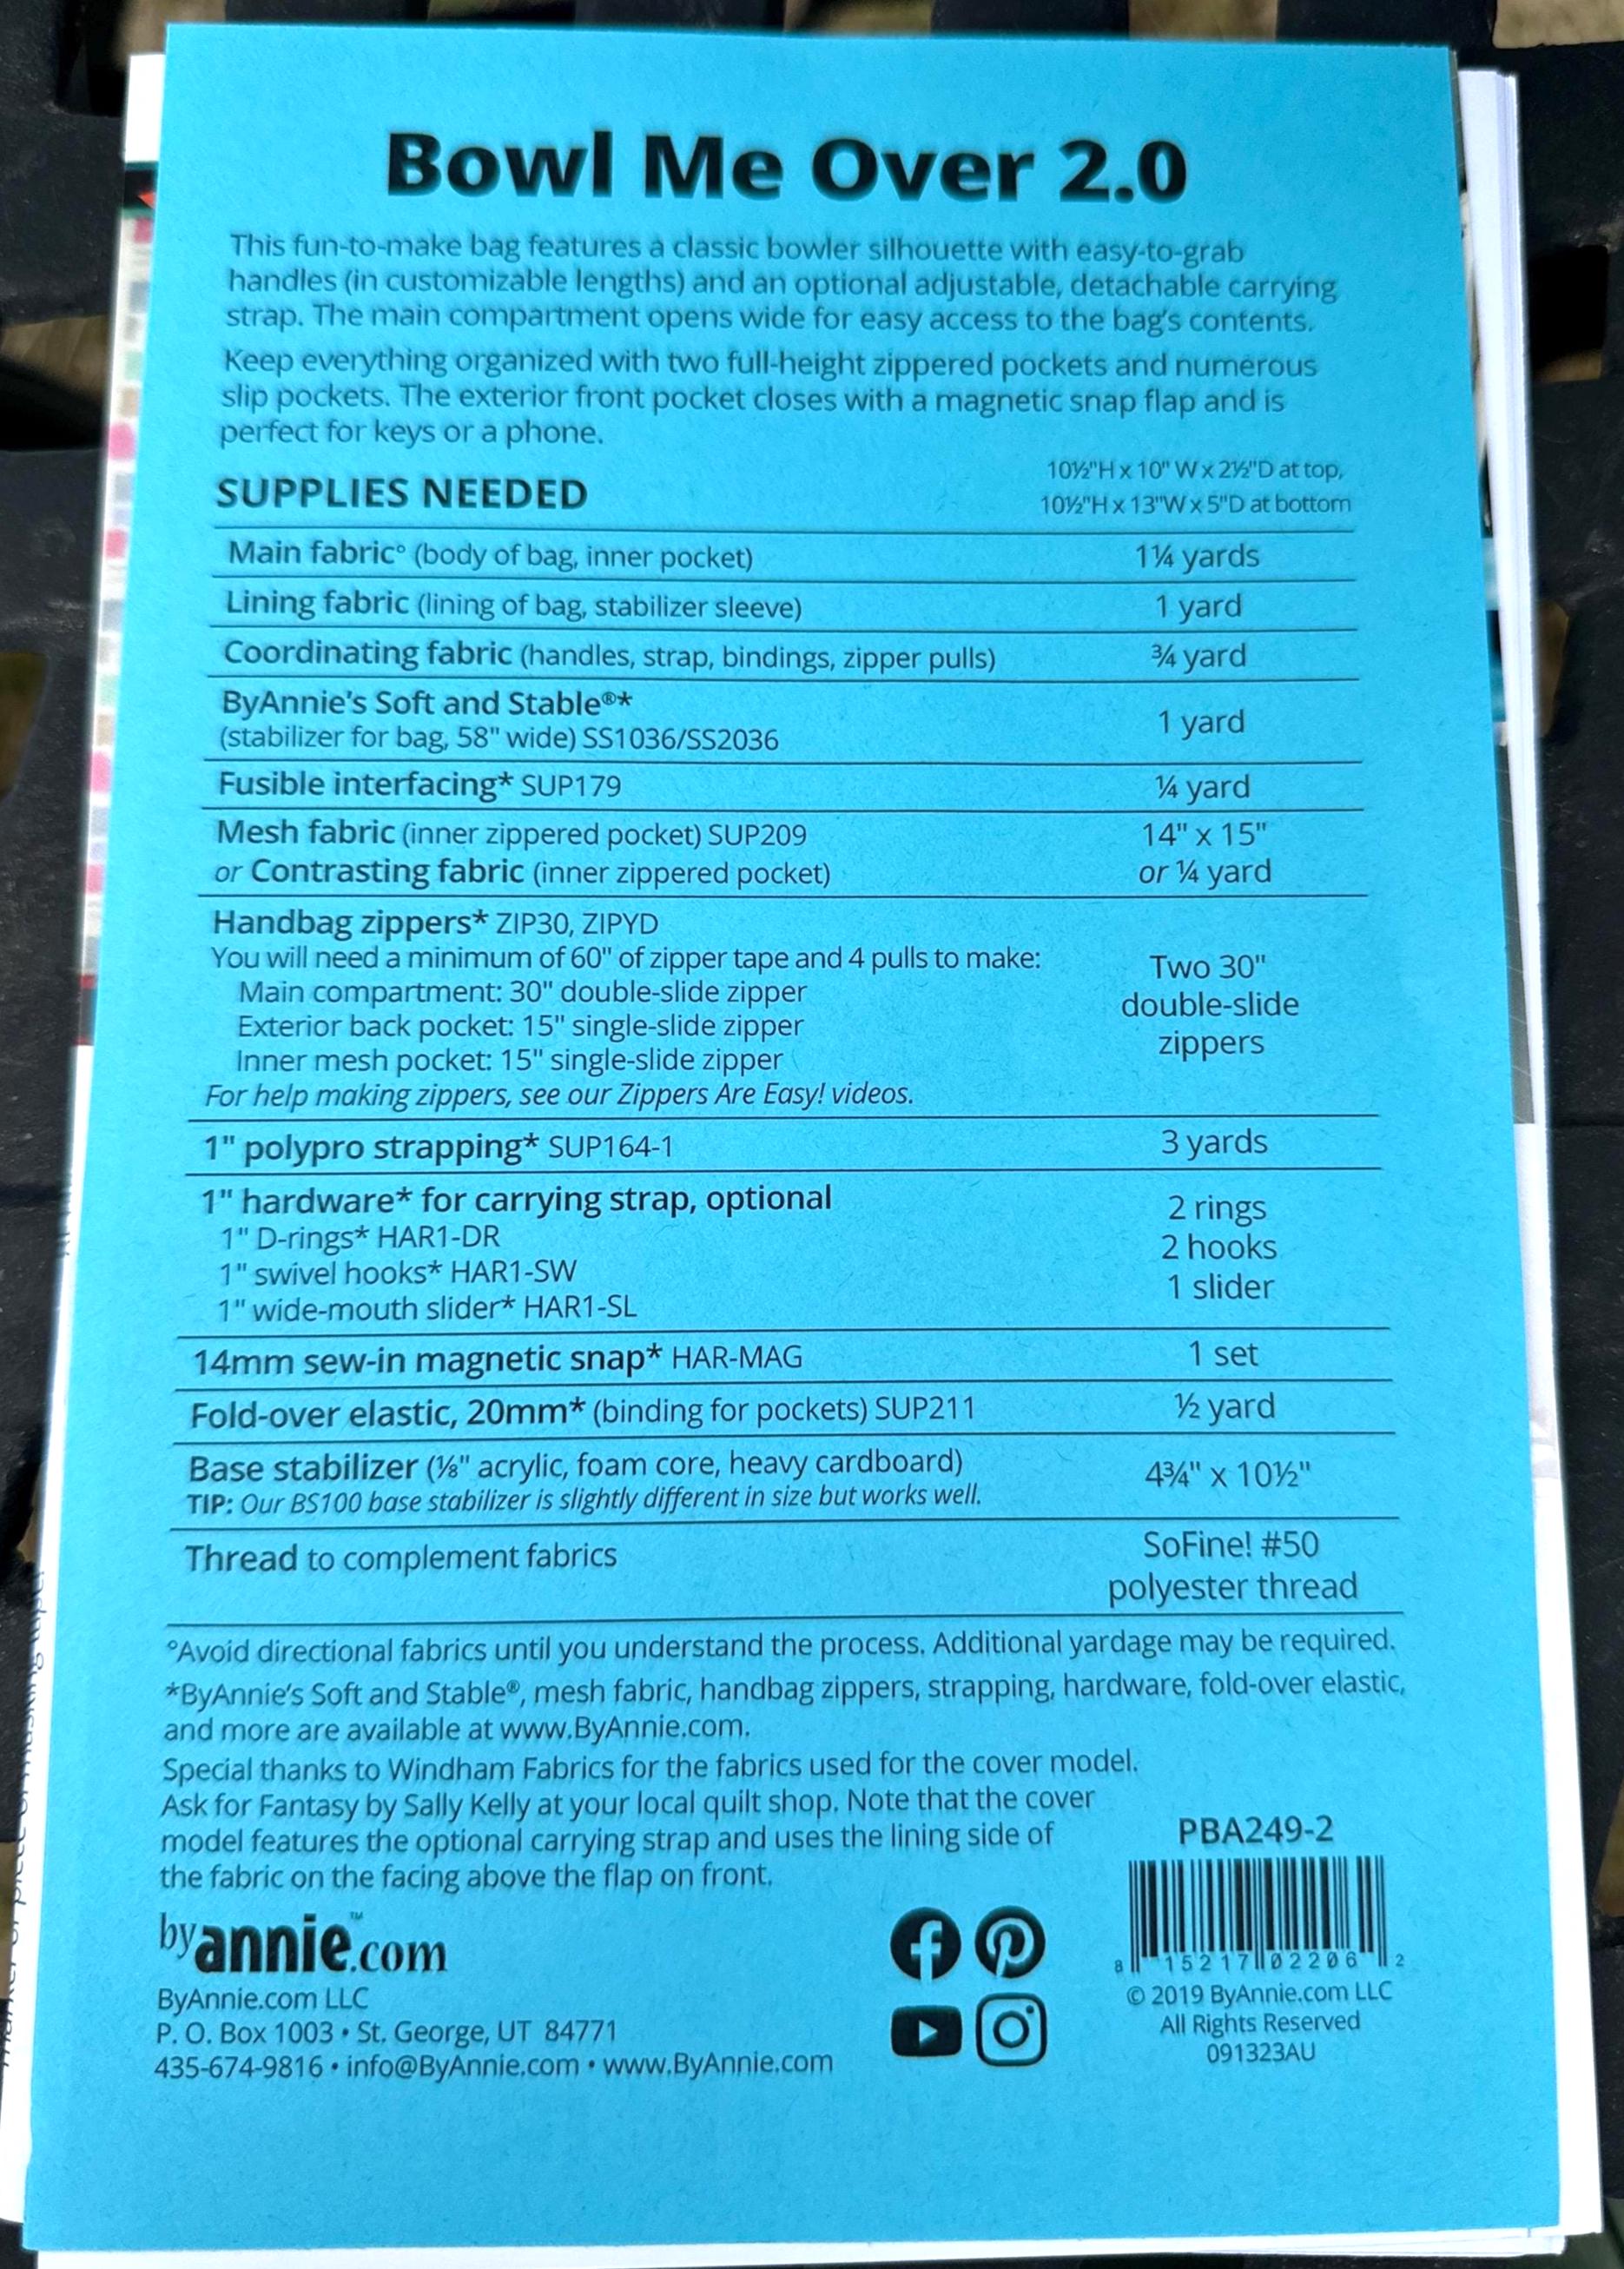 Bowl Me Over 2.0
This fun-to-make bag features a classic bowler silhouette with easy-to-grab
handles (in customizable lengths) and an optional adjustable, detachable carrying
strap. The main compartment opens wide for easy access to the bag's contents.
Keep everything organized with two full-height zippered pockets and numerous
slip pockets. The exterior front pocket closes with a magnetic snap flap and is
perfect for keys or a phone.
SUPPLIES NEEDED
10½"H x 10" W x 2½"D at top,
10½"H x 13"W x 5"D at bottom
Main fabric° (body of bag, inner pocket) 1¼ yards
Lining fabric (lining of bag, stabilizer sleeve) 1 yard
Coordinating fabric (handles, strap, bindings, zipper pulls) ¾ yard
ByAnnie's Soft and Stable®*
(stabilizer for bag, 58" wide) SS1036/SS2036
1 yard
Fusible interfacing* SUP179 ¼ yard
Mesh fabric (inner zippered pocket) SUP209 14" x 15"
or Contrasting fabric (inner zippered pocket) or ¼ yard
Handbag zippers* ZIP30, ZIPYD
You will need a minimum of 60" of zipper tape and 4 pulls to make:
Main compartment: 30" double-slide zipper
Exterior back pocket: 15" single-slide zipper
Inner mesh pocket: 15" single-slide zipper
For help making zippers, see our Zippers Are Easy! videos.
Two 30"
double-slide
zippers
1" polypro strapping* SUP164-1 3 yards
1" hardware* for carrying strap, optional
1" D-rings* HAR1-DR
1" swivel hooks* HAR1-SW
1" wide-mouth slider* HAR1-SL
2 rings
2 hooks
1 slider
14mm sew-in magnetic snap* HAR-MAG 1 set
Fold-over elastic, 20mm* (binding for pockets) SUP211 ½ yard
Base stabilizer (⅛" acrylic, foam core, heavy cardboard)
TIP: Our BS100 base stabilizer is slightly different in size but works well.
4¾" x 10½"
Thread to complement fabrics
SoFine! #50
polyester thread
°Avoid directional fabrics until you understand the process. Additional yardage may be required.
*ByAnnie's Soft and Stable®, mesh fabric, handbag zippers, strapping, hardware, fold-over elastic,
and more are available at www.ByAnnie.com.
Special thanks to Windham Fabrics for the fabrics used for the cover model.
Ask for Fantasy by Sally Kelly at your local quilt shop. Note that the cover
model features the optional carrying strap and uses the lining side of
the fabric on the facing above the flap on front.
PBA249-2
8 15217 02206 2
byannie.com™
ByAnnie.com LLC
P. O. Box 1003 • St. George, UT 84771
435-674-9816 • info@ByAnnie.com • www.ByAnnie.com
© 2019 ByAnnie.com LLC
All Rights Reserved
091323AU